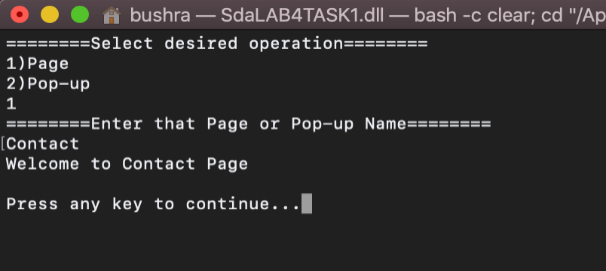 bushra — SdaLAB4TASK1.dll — bash -c clear; cd "/Ap
========Select desired operation========
1)Page
2)Pop-up
1
========Enter that Page or Pop-up Name========
[Contact
Welcome to Contact Page
Press any key to continue...